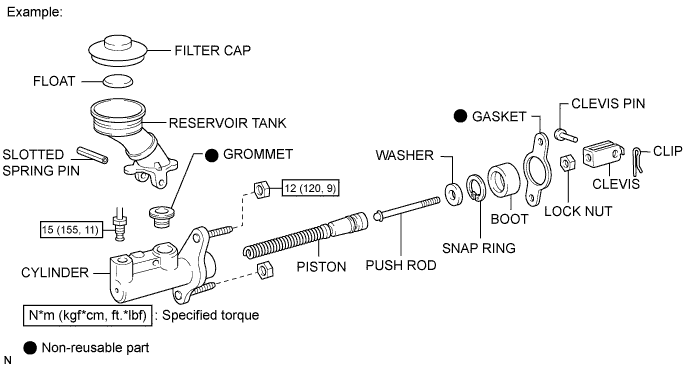 Example:
FILTER CAP
FLOAT
RESERVOIR TANK
SLOTTED
SPRING PIN
GROMMET
12 (120, 9)
15 (155, 11)
CYLINDER
PISTON
PUSH ROD
WASHER
SNAP RING
BOOT
GASKET
CLEVIS PIN
LOCK NUT
CLEVIS
CLIP
N*m (kgf*cm, ft.*lbf) : Specified torque
Non-reusable part
N